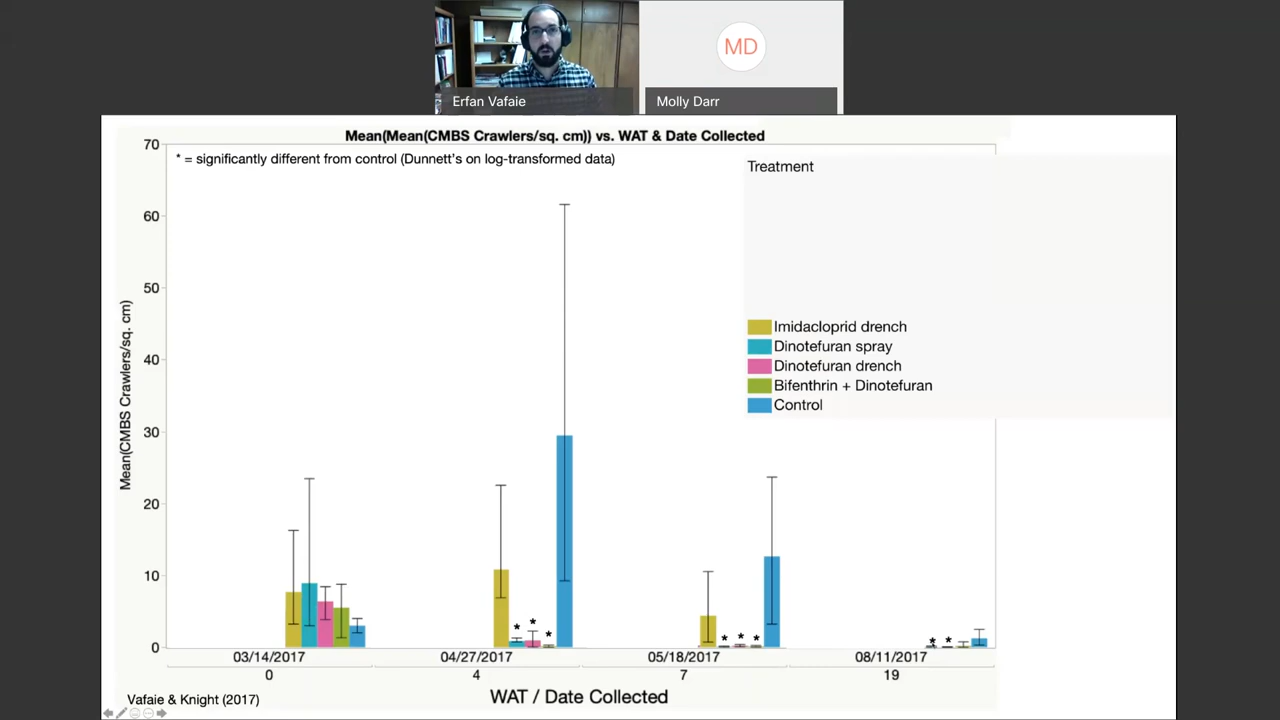 MD
Erfan Vafaie
Molly Darr
Mean(Mean(CMBS Crawlers/sq. cm)) vs. WAT & Date Collected
* = significantly different from control (Dunnett's on log-transformed data)
Treatment
Imidacloprid drench
Dinotefuran spray
Dinotefuran drench
Bifenthrin + Dinotefuran
Control
Mean(CMBS Crawlers/sq. cm)
70
60
50
40
30
20
10
0
* * *
* * *
* *
03/14/2017 04/27/2017 05/18/2017 08/11/2017
0 4 7 19
WAT / Date Collected
Vafaie & Knight (2017)